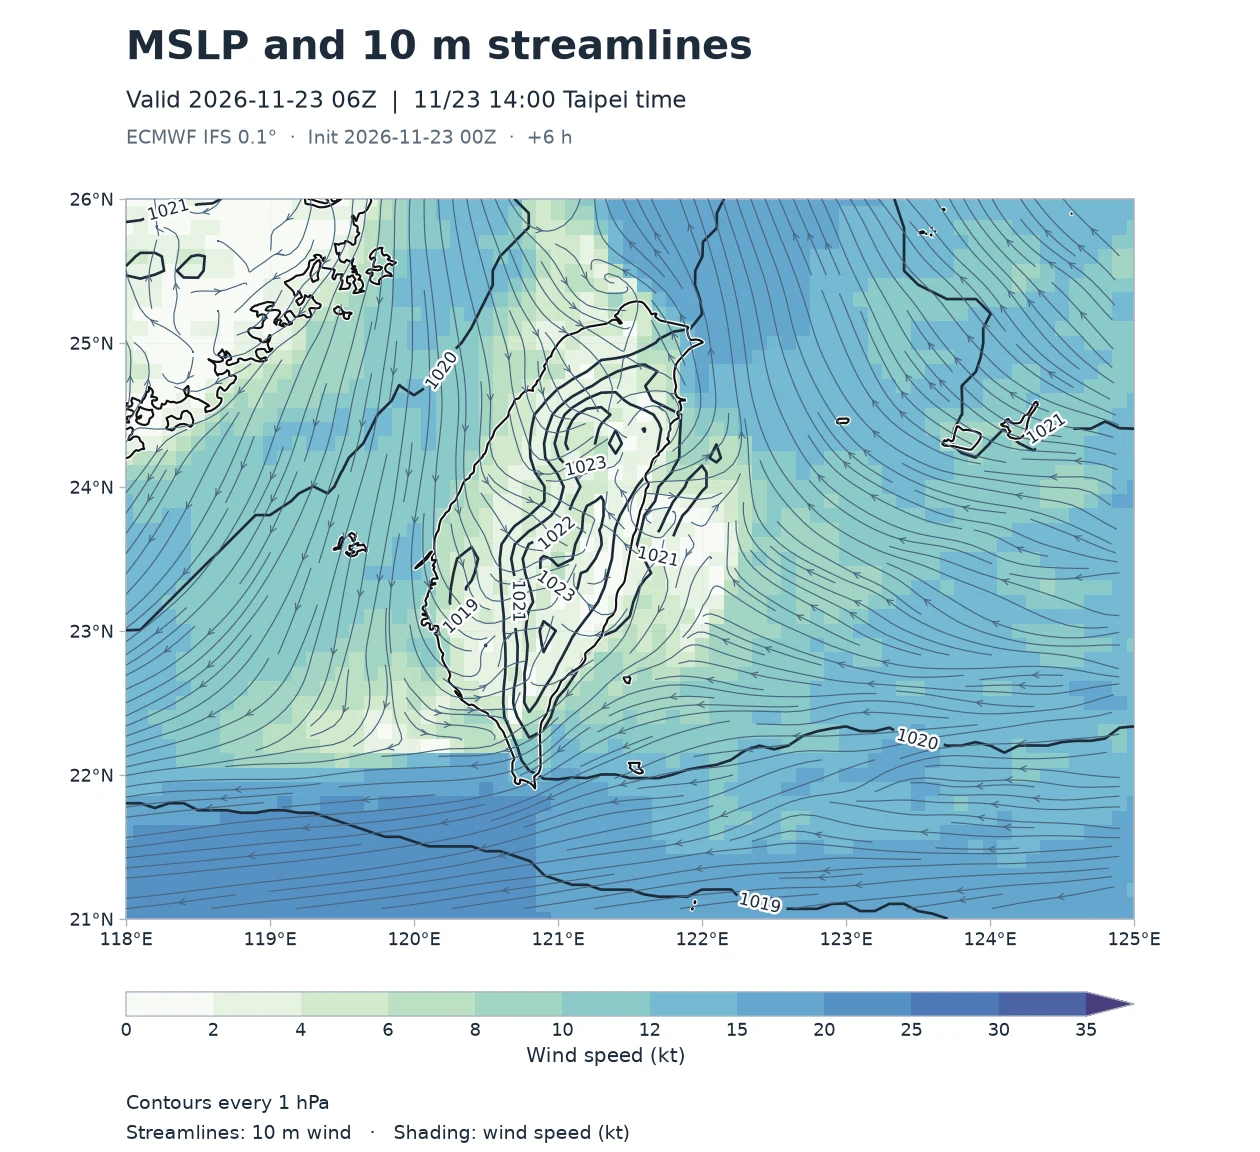 MSLP and 10 m streamlines
Valid 2026-11-23 06Z | 11/23 14:00 Taipei time
ECMWF IFS 0.1° · Init 2026-11-23 00Z · +6 h
26°N
1021
25°N
1020
1021
24°N
1023
1022
1021
1023
1021
1019
23°N
1020
22°N
1019
21°N
118°E 119°E 120°E 121°E 122°E 123°E 124°E 125°E
0 2 4 6 8 10 12 15 20 25 30 35
Wind speed (kt)
Contours every 1 hPa
Streamlines: 10 m wind · Shading: wind speed (kt)